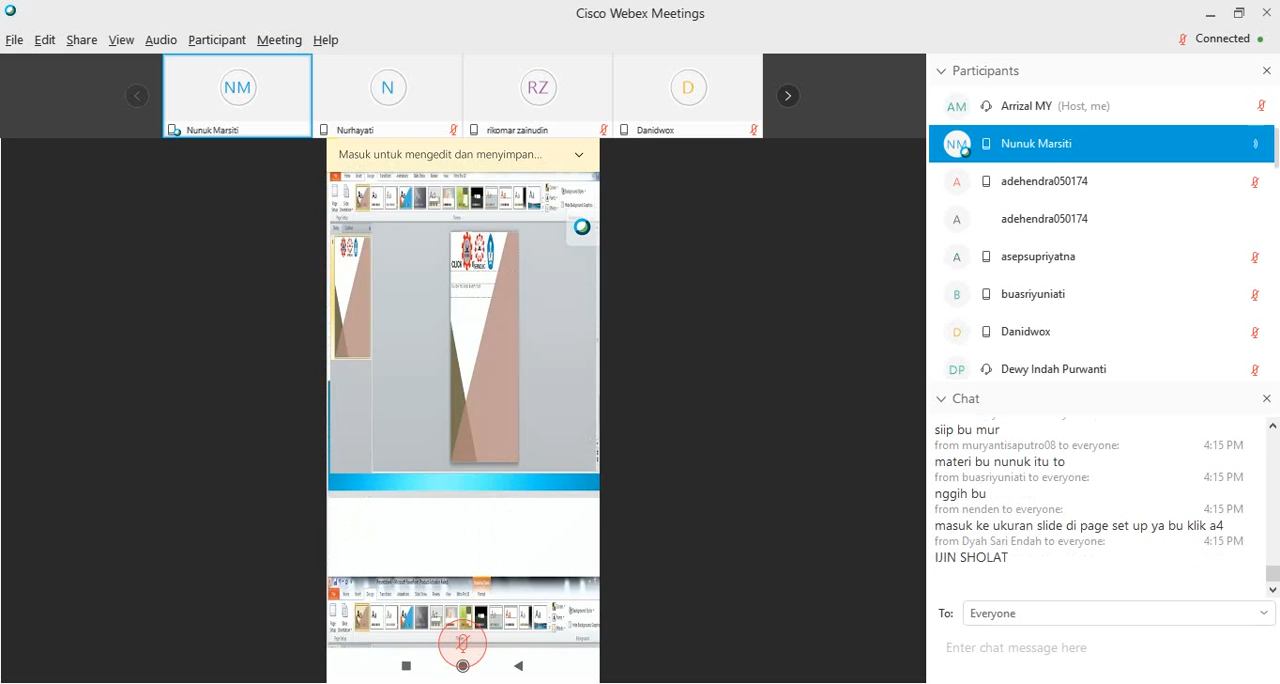 Cisco Webex Meetings
File Edit Share View Audio Participant Meeting Help
Connected
NM
Nunuk Marsiti
N
Nurhayati
RZ
rikomar zainudin
D
Danidwox
Masuk untuk mengedit dan menyimpan...
CLICK
Participants
AM Arrizal MY (Host, me)
NM Nunuk Marsiti
A adehendra050174
A adehendra050174
A asepsupriyatna
B buasriyuniati
D Danidwox
DP Dewy Indah Purwanti
Chat
siip bu mur
from muryantisaputro08 to everyone: 4:15 PM
materi bu nunuk itu to
from buasriyuniati to everyone: 4:15 PM
nggih bu
from nenden to everyone: 4:15 PM
masuk ke ukuran slide di page set up ya bu klik a4
from Dyah Sari Endah to everyone: 4:15 PM
IJIN SHOLAT
To: Everyone
Enter chat message here